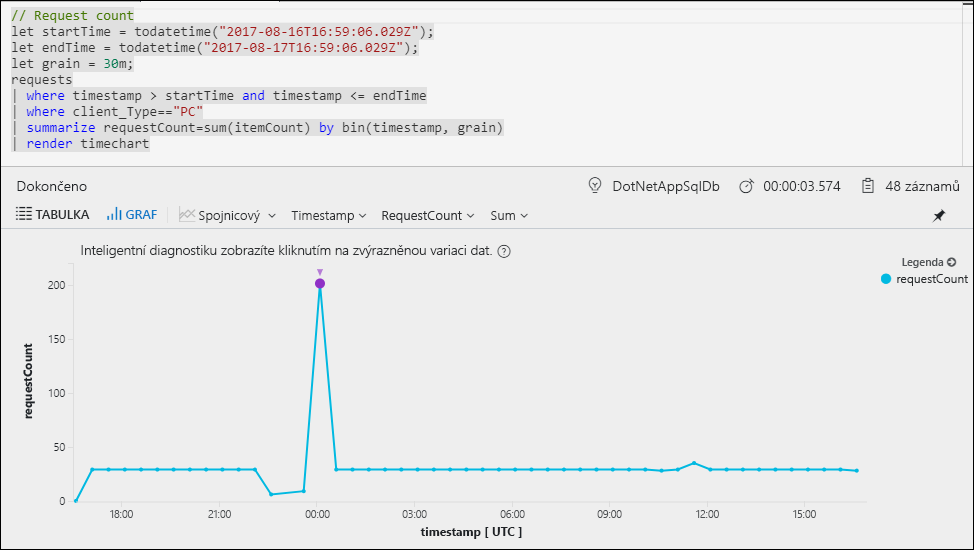 // Request count
let startTime = todatetime("2017-08-16T16:59:06.029Z");
let endTime = todatetime("2017-08-17T16:59:06.029Z");
let grain = 30m;
requests
| where timestamp > startTime and timestamp <= endTime
| where client_Type=="PC"
| summarize requestCount=sum(itemCount) by bin(timestamp, grain)
| render timechart
Dokončeno DotNetAppSqlDb 00:00:03.574 48 záznamů
TABULKA GRAF Spojnicový Timestamp RequestCount Sum
Inteligentní diagnostiku zobrazíte kliknutím na zvýrazněnou variaci dat. ?
Legenda
requestCount
200
150
100
50
0
requestCount
18:00 21:00 00:00 03:00 06:00 09:00 12:00 15:00
timestamp [ UTC ]